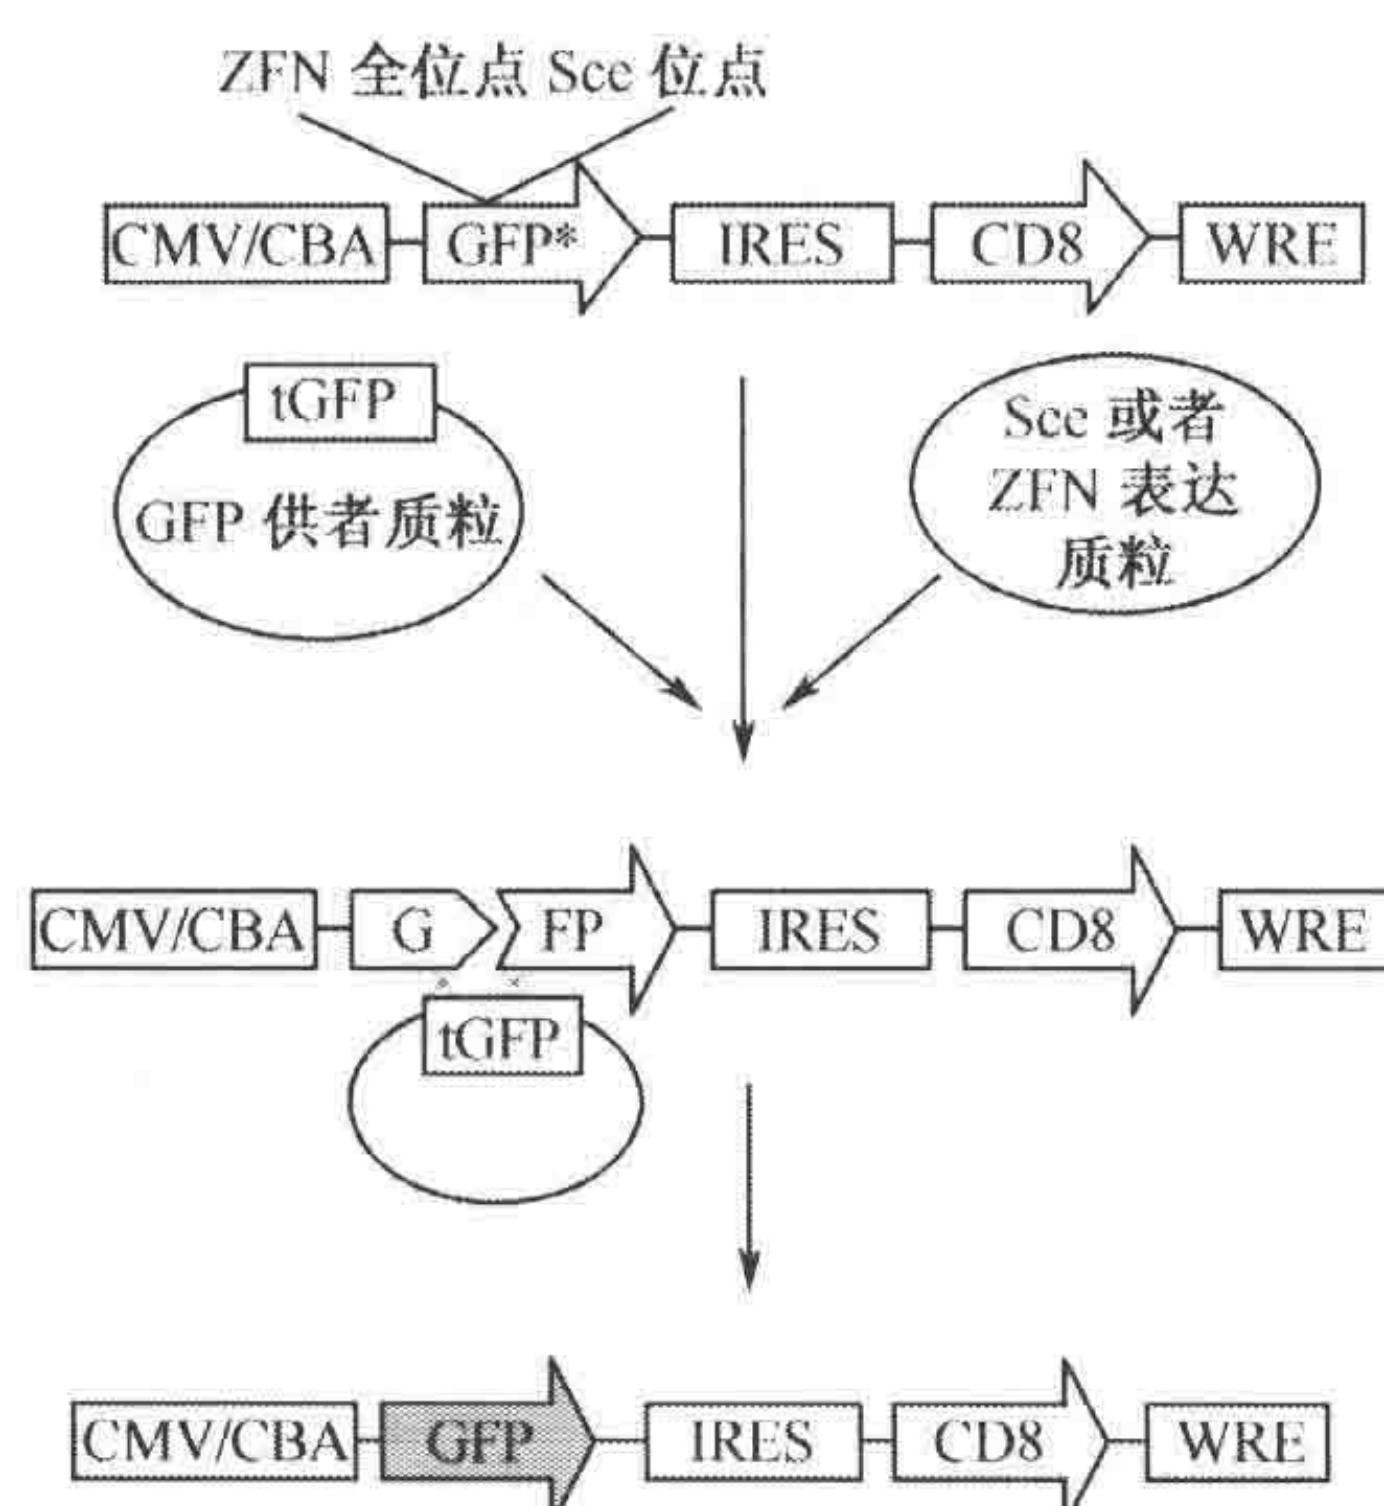 ZFN 全位点 Sce 位点
CMV/CBA GFP* IRES CD8 WRE
tGFP
GFP 供者质粒
Sce 或者
ZFN 表达
质粒
CMV/CBA G FP IRES CD8 WRE
tGFP
CMV/CBA GFP IRES CD8 WRE